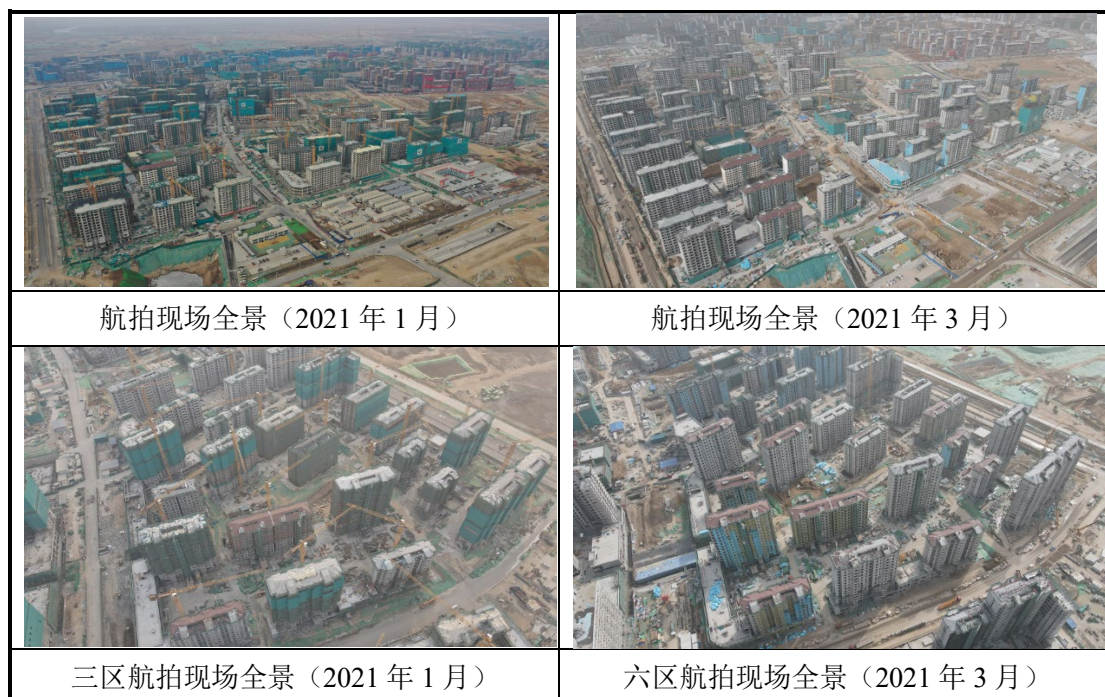 航拍现场全景（2021 年 1 月）
航拍现场全景（2021 年 3 月）
三区航拍现场全景（2021 年 1 月）
六区航拍现场全景（2021 年 3 月）